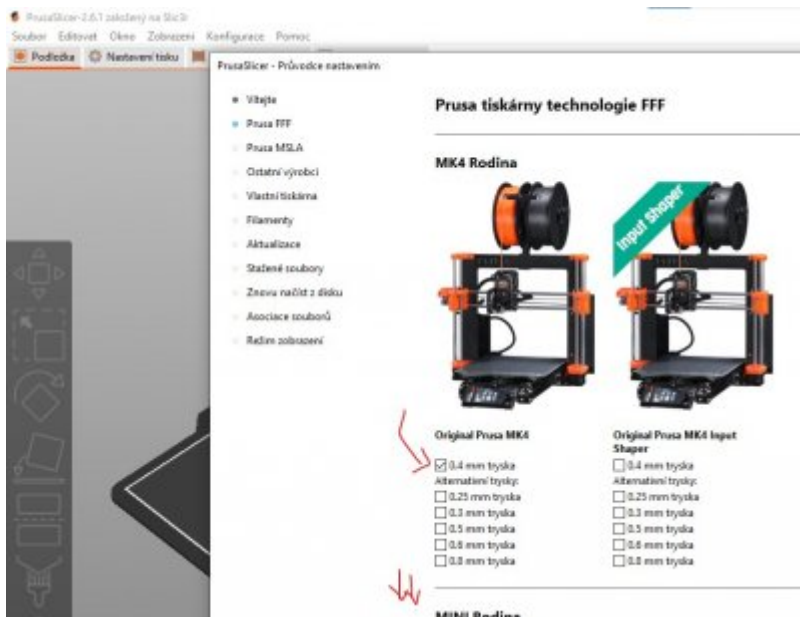 PrusaSlicer-2.6.1 založený na Slic3r
Soubor Editovat Okno Zobrazení Konfigurace Pomoc
Podložka Nastavení tisku
PrusaSlicer - Průvodce nastavením
Vítejte
Prusa FFF
Prusa MSLA
Ostatní výrobci
Vlastní tiskárna
Filamenty
Aktualizace
Stažené soubory
Znovu načíst z disku
Asociace souborů
Režim zobrazení
Prusa tiskárny technologie FFF
MK4 Rodina
Input shaper
Original Prusa MK4
0.4 mm tryska
Alternativní trysky:
0.25 mm tryska
0.3 mm tryska
0.5 mm tryska
0.6 mm tryska
0.8 mm tryska
Original Prusa MK4 Input
Shaper
0.4 mm tryska
Alternativní trysky:
0.25 mm tryska
0.3 mm tryska
0.5 mm tryska
0.6 mm tryska
0.8 mm tryska
MINI Rodina